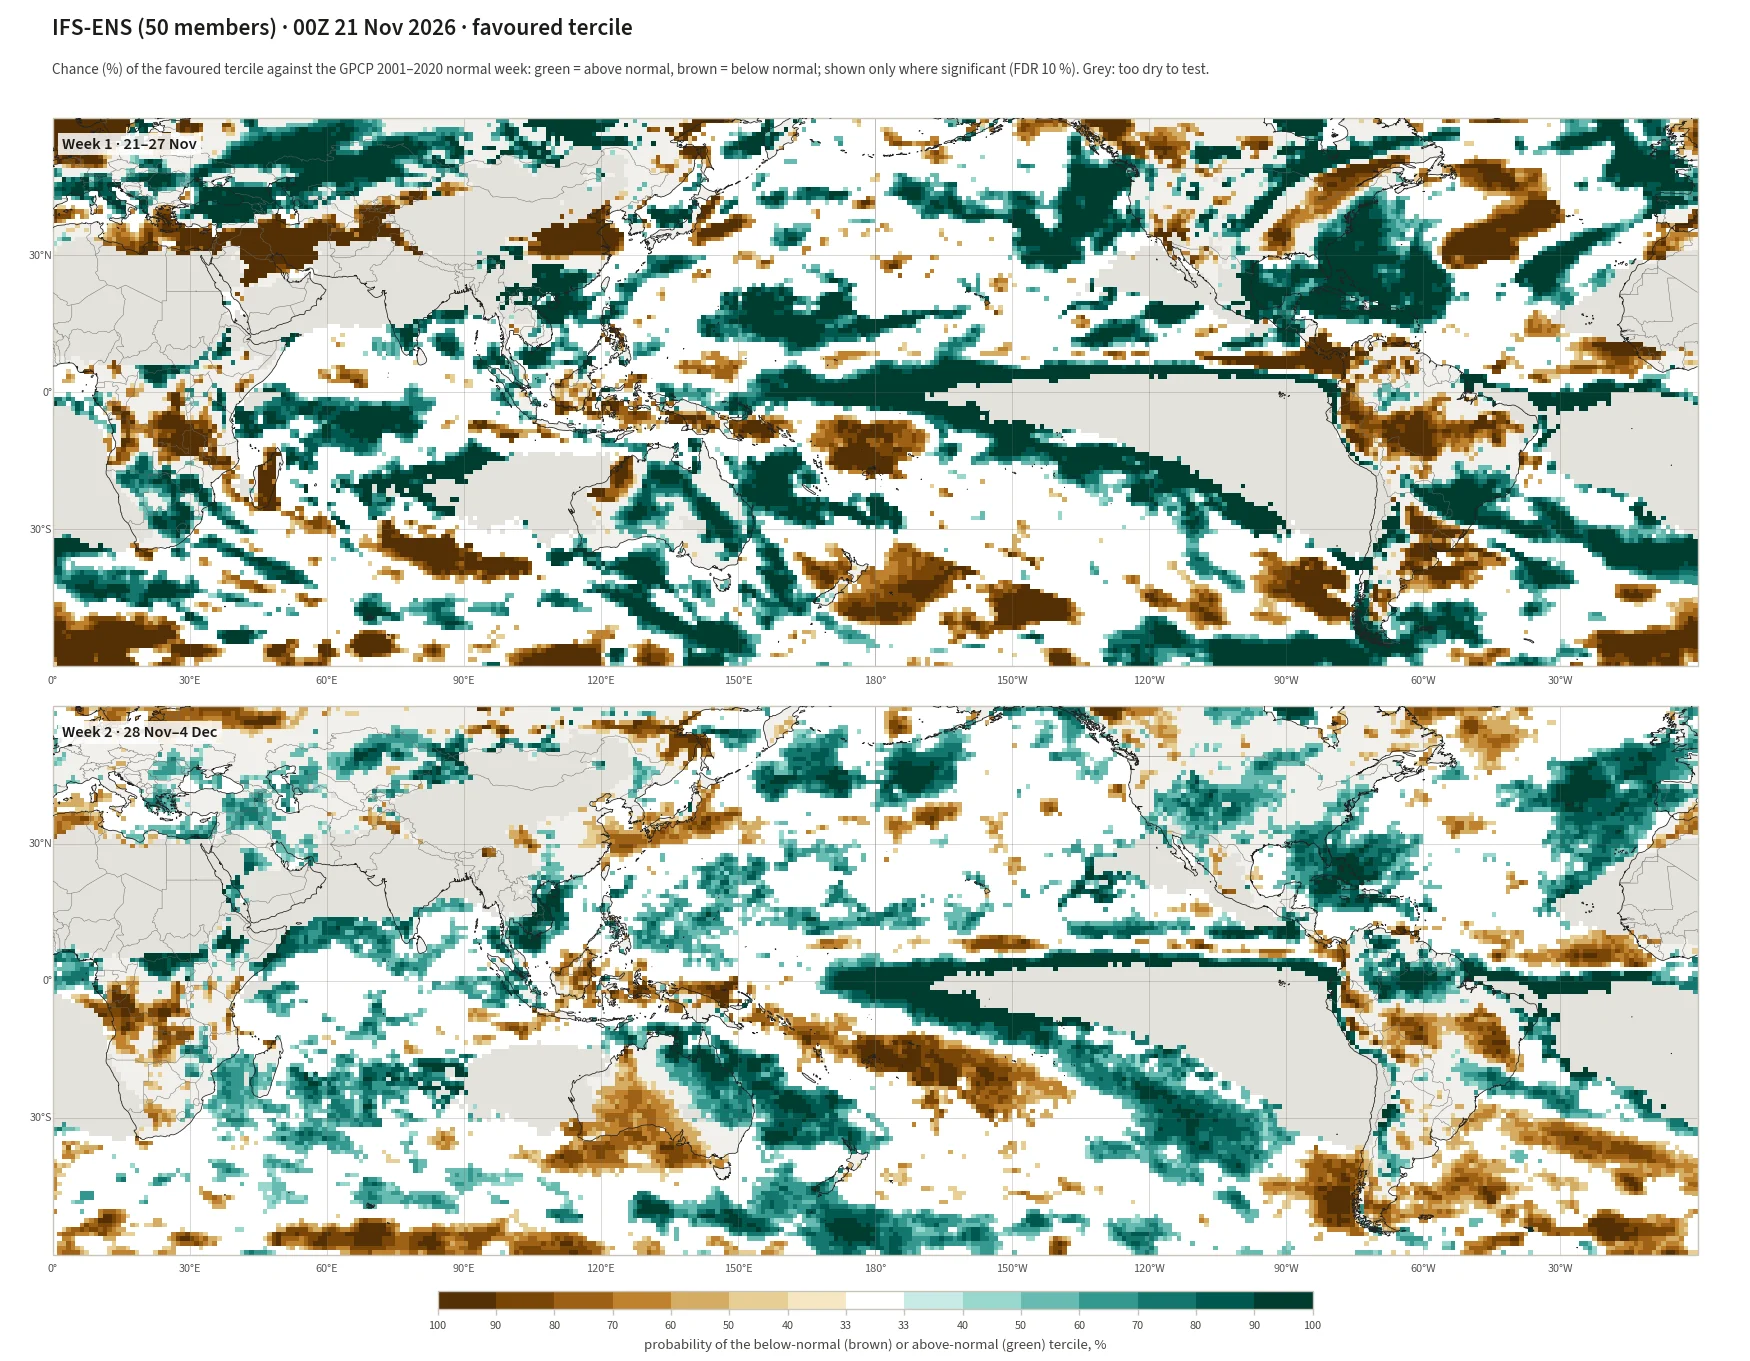 IFS-ENS (50 members) · 00Z 21 Nov 2026 · favoured tercile
Chance (%) of the favoured tercile against the GPCP 2001–2020 normal week: green = above normal, brown = below normal; shown only where significant (FDR 10 %). Grey: too dry to test.
Week 1 · 21–27 Nov
30°N
0°
30°S
0° 30°E 60°E 90°E 120°E 150°E 180° 150°W 120°W 90°W 60°W 30°W
Week 2 · 28 Nov–4 Dec
30°N
0°
30°S
0° 30°E 60°E 90°E 120°E 150°E 180° 150°W 120°W 90°W 60°W 30°W
100 90 80 70 60 50 40 33 33 40 50 60 70 80 90 100
probability of the below-normal (brown) or above-normal (green) tercile, %